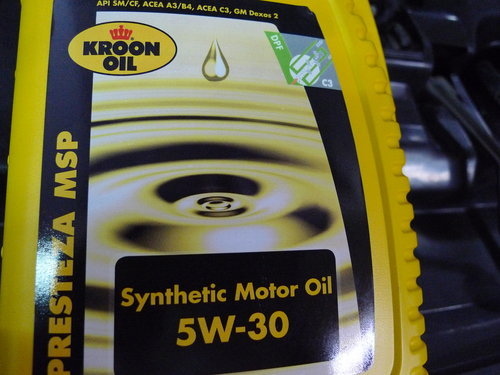 API SM/CF, ACEA A3/B4, ACEA C3, GM Dexos 2
KROON
OIL
DPF
C3
PRESTEZA MSP
Synthetic Motor Oil
5W-30